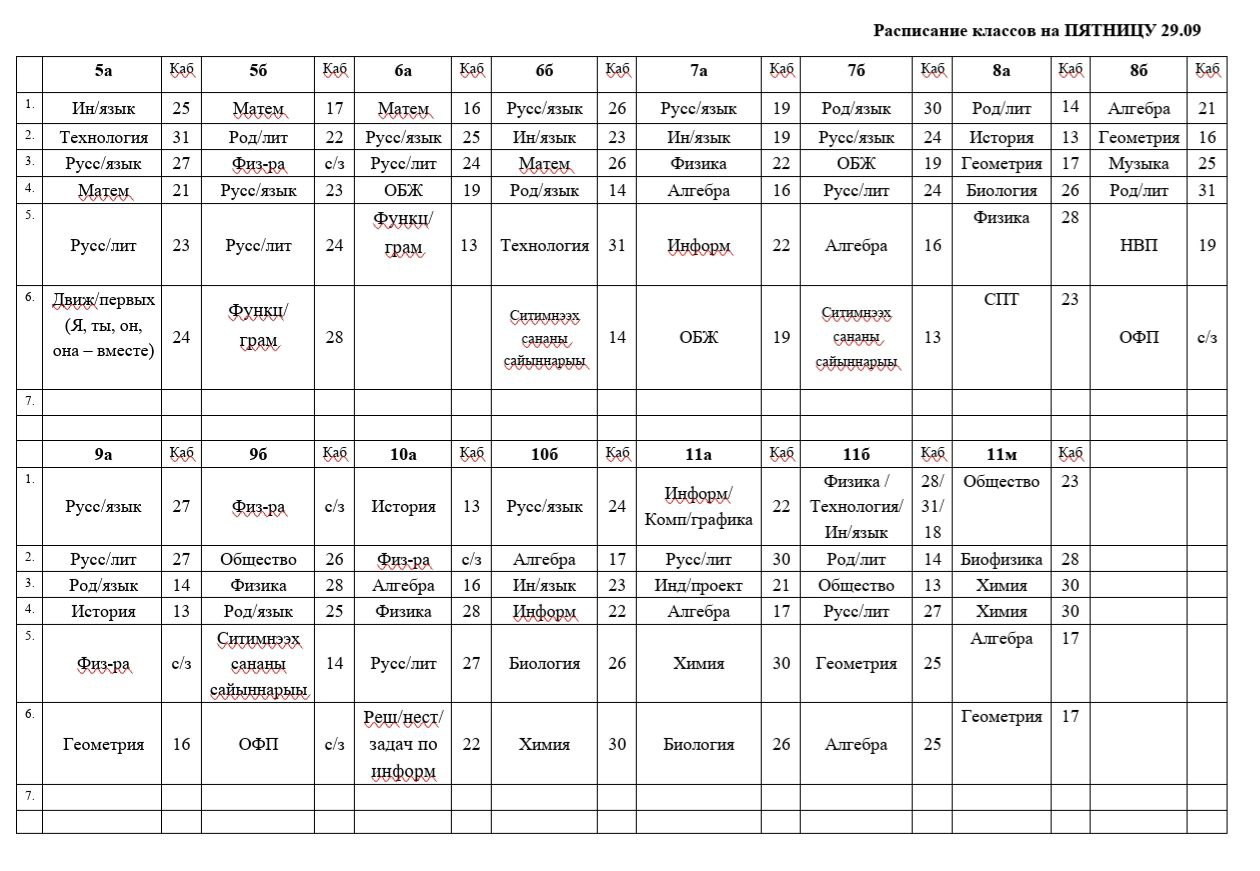 Расписание классов на ПЯТНИЦУ 29.09
5а Каб 5б Каб 6а Каб 6б Каб 7а Каб 7б Каб 8а Каб 8б Каб
1. Ин/язык 25 Матем 17 Матем 16 Русс/язык 26 Русс/язык 19 Род/язык 30 Род/лит 14 Алгебра 21
2. Технология 31 Род/лит 22 Русс/язык 25 Ин/язык 23 Ин/язык 19 Русс/язык 24 История 13 Геометрия 16
3. Русс/язык 27 Физ-ра с/з Русс/лит 24 Матем 26 Физика 22 ОБЖ 19 Геометрия 17 Музыка 25
4. Матем 21 Русс/язык 23 ОБЖ 19 Род/язык 14 Алгебра 16 Русс/лит 24 Биология 26 Род/лит 31
5. Русс/лит 23 Русс/лит 24 Функц/ грам 13 Технология 31 Информ 22 Алгебра 16 Физика 28 НВП 19
6. Движ/первых (Я, ты, он, она – вместе) 24 Функц/ грам 28 Ситимнээх сананы сайыннарыы 14 ОБЖ 19 Ситимнээх сананы сайыннарыы 13 СПТ 23 ОФП с/з
7.
9а Каб 9б Каб 10а Каб 10б Каб 11а Каб 11б Каб 11м Каб
1. Русс/язык 27 Физ-ра с/з История 13 Русс/язык 24 Информ/ Комп/графика 22 Физика / Технология/ Ин/язык 28/ 31/ 18 Общество 23
2. Русс/лит 27 Общество 26 Физ-ра с/з Алгебра 17 Русс/лит 30 Род/лит 14 Биофизика 28
3. Род/язык 14 Физика 28 Алгебра 16 Ин/язык 23 Инд/проект 21 Общество 13 Химия 30
4. История 13 Род/язык 25 Физика 28 Информ 22 Алгебра 17 Русс/лит 27 Химия 30
5. Физ-ра с/з Ситимнээх сананы сайыннарыы 14 Русс/лит 27 Биология 26 Химия 30 Геометрия 25 Алгебра 17
6. Геометрия 16 ОФП с/з Реш/нест/ задач по информ 22 Химия 30 Биология 26 Алгебра 25 Геометрия 17
7.